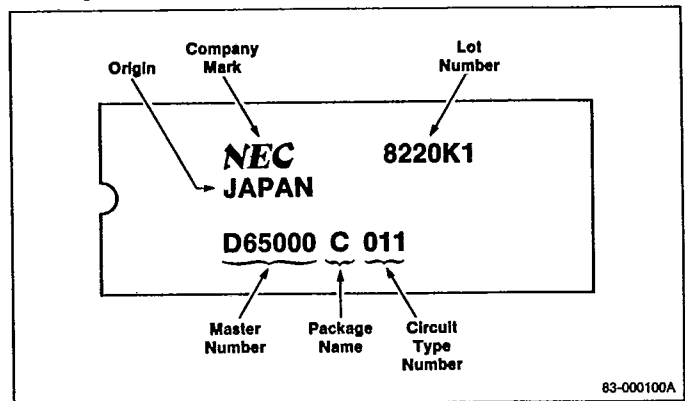 Company
Mark
Lot
Number
Origin
NEC
8220K1
JAPAN
D65000 C 011
Master
Number
Package
Name
Circuit
Type
Number
83-000100A